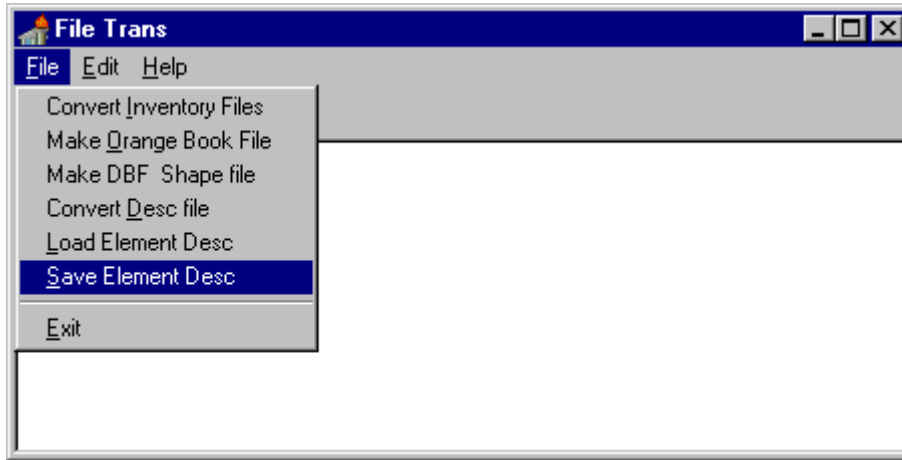 File Trans
File Edit Help
Convert Inventory Files
Make Orange Book File
Make DBF  Shape file
Convert Desc file
Load Element Desc
Save Element Desc
Exit